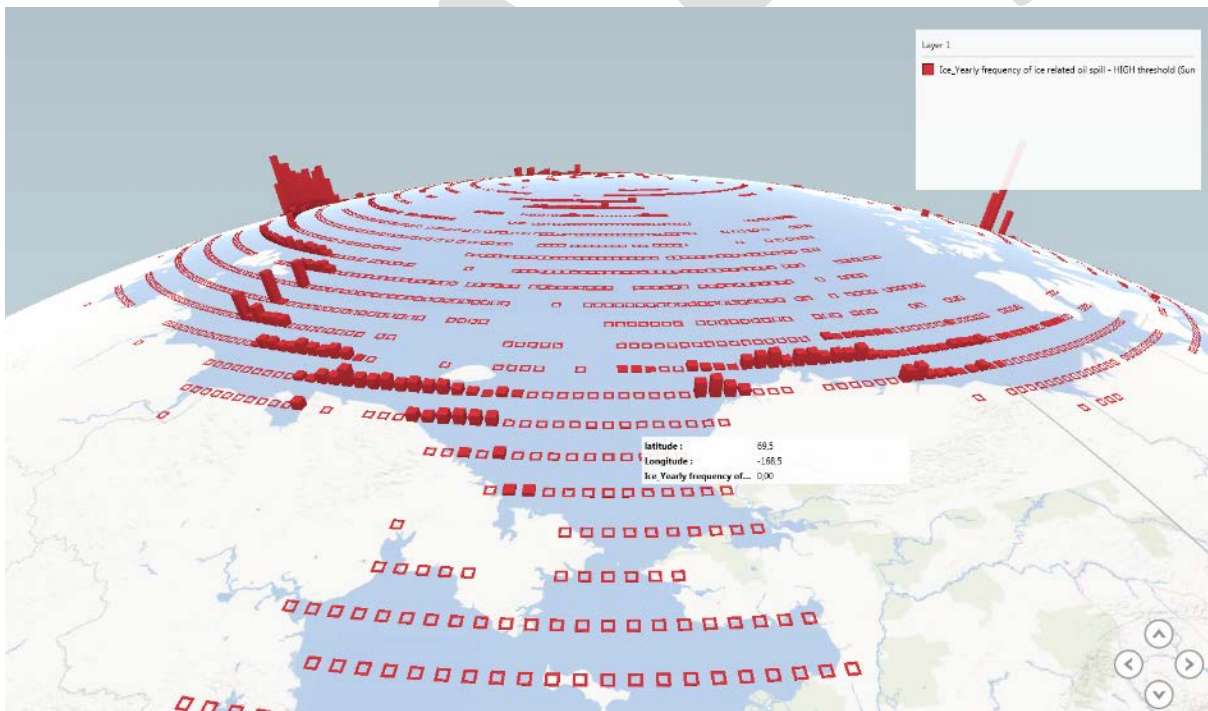 Layer 1
Ice_Yearly frequency of ice related oil spill - HIGH threshold (Sun
latitude : 69,5
Longitude : -168,5
Ice_Yearly frequency of... 0,00